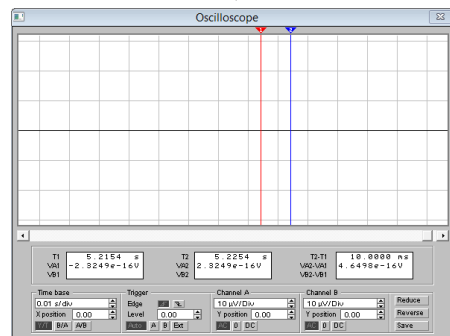 Oscilloscope
1 2
T1 5.2154 s T2 5.2254 s T2-T1 10.0000 ms
VA1 -2.3249e-16V VA2 2.3249e-16V VA2-VA1 4.6498e-16V
VB1 VB2 VB2-VB1
Time base Trigger Channel A Channel B
0.01 s/div Edge 10 µV/Div 10 µV/Div Reduce
X position 0.00 Level 0.00 Y position 0.00 Y position 0.00 Reverse
Y/T B/A A/B Auto A B Ext AC 0 DC AC 0 DC Save